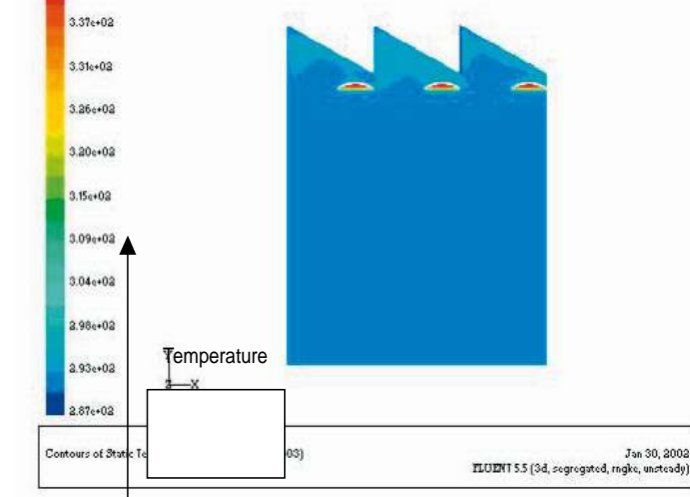 3.37e+02
3.31e+02
3.26e+02
3.20e+02
3.15e+02
3.09e+02
3.04e+02
2.98e+02
2.93e+02
2.87e+02
Temperature
Y
Z X
Contours of Static Te 03)
Jan 30, 2002
FLUENT 5.5 (3d, segregated, rngke, unsteady)